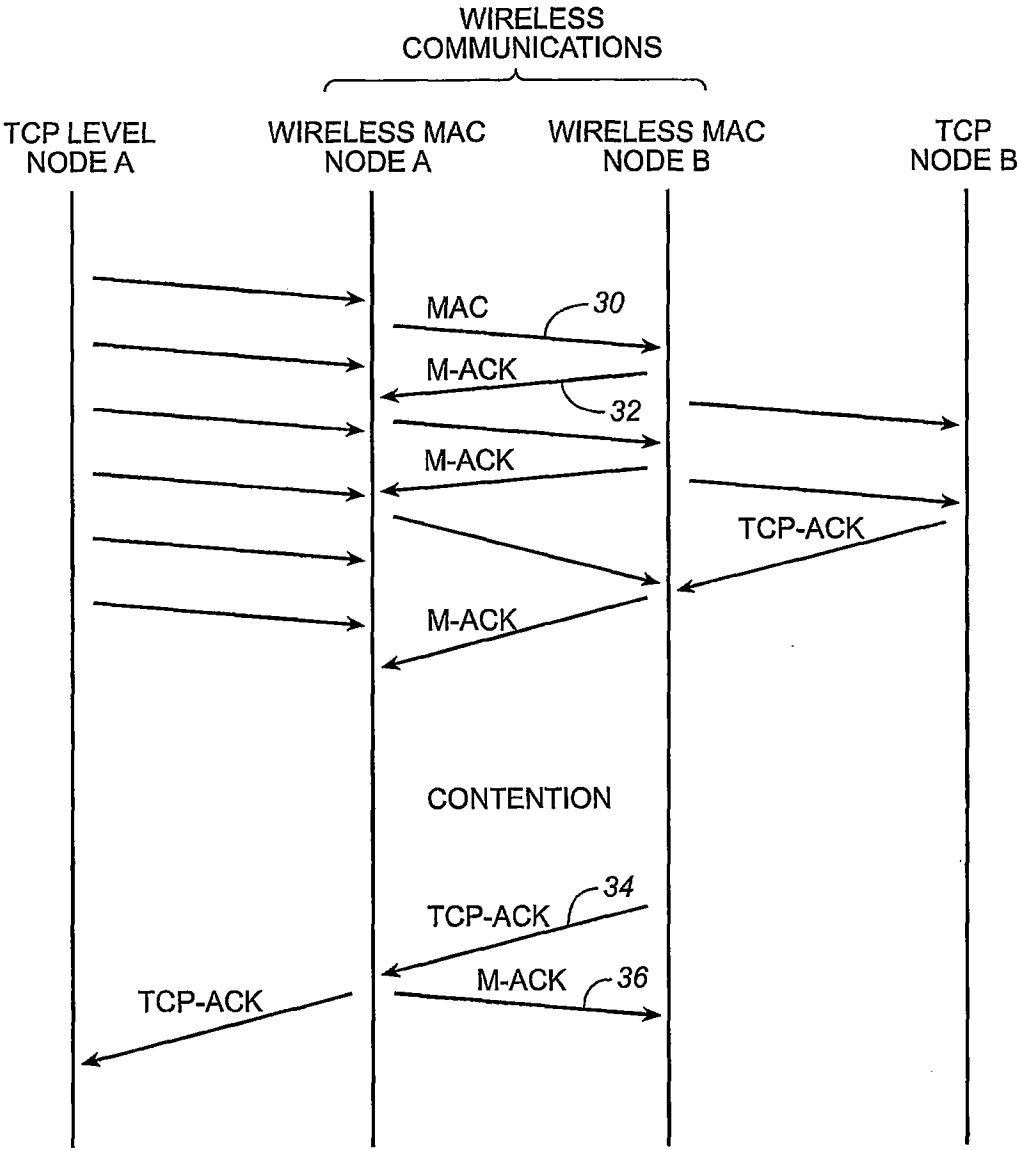 WIRELESS
COMMUNICATIONS
TCP LEVEL
NODE A
WIRELESS MAC
NODE A
WIRELESS MAC
NODE B
TCP
NODE B
MAC
30
M-ACK
32
M-ACK
TCP-ACK
M-ACK
CONTENTION
34
TCP-ACK
M-ACK
36
TCP-ACK